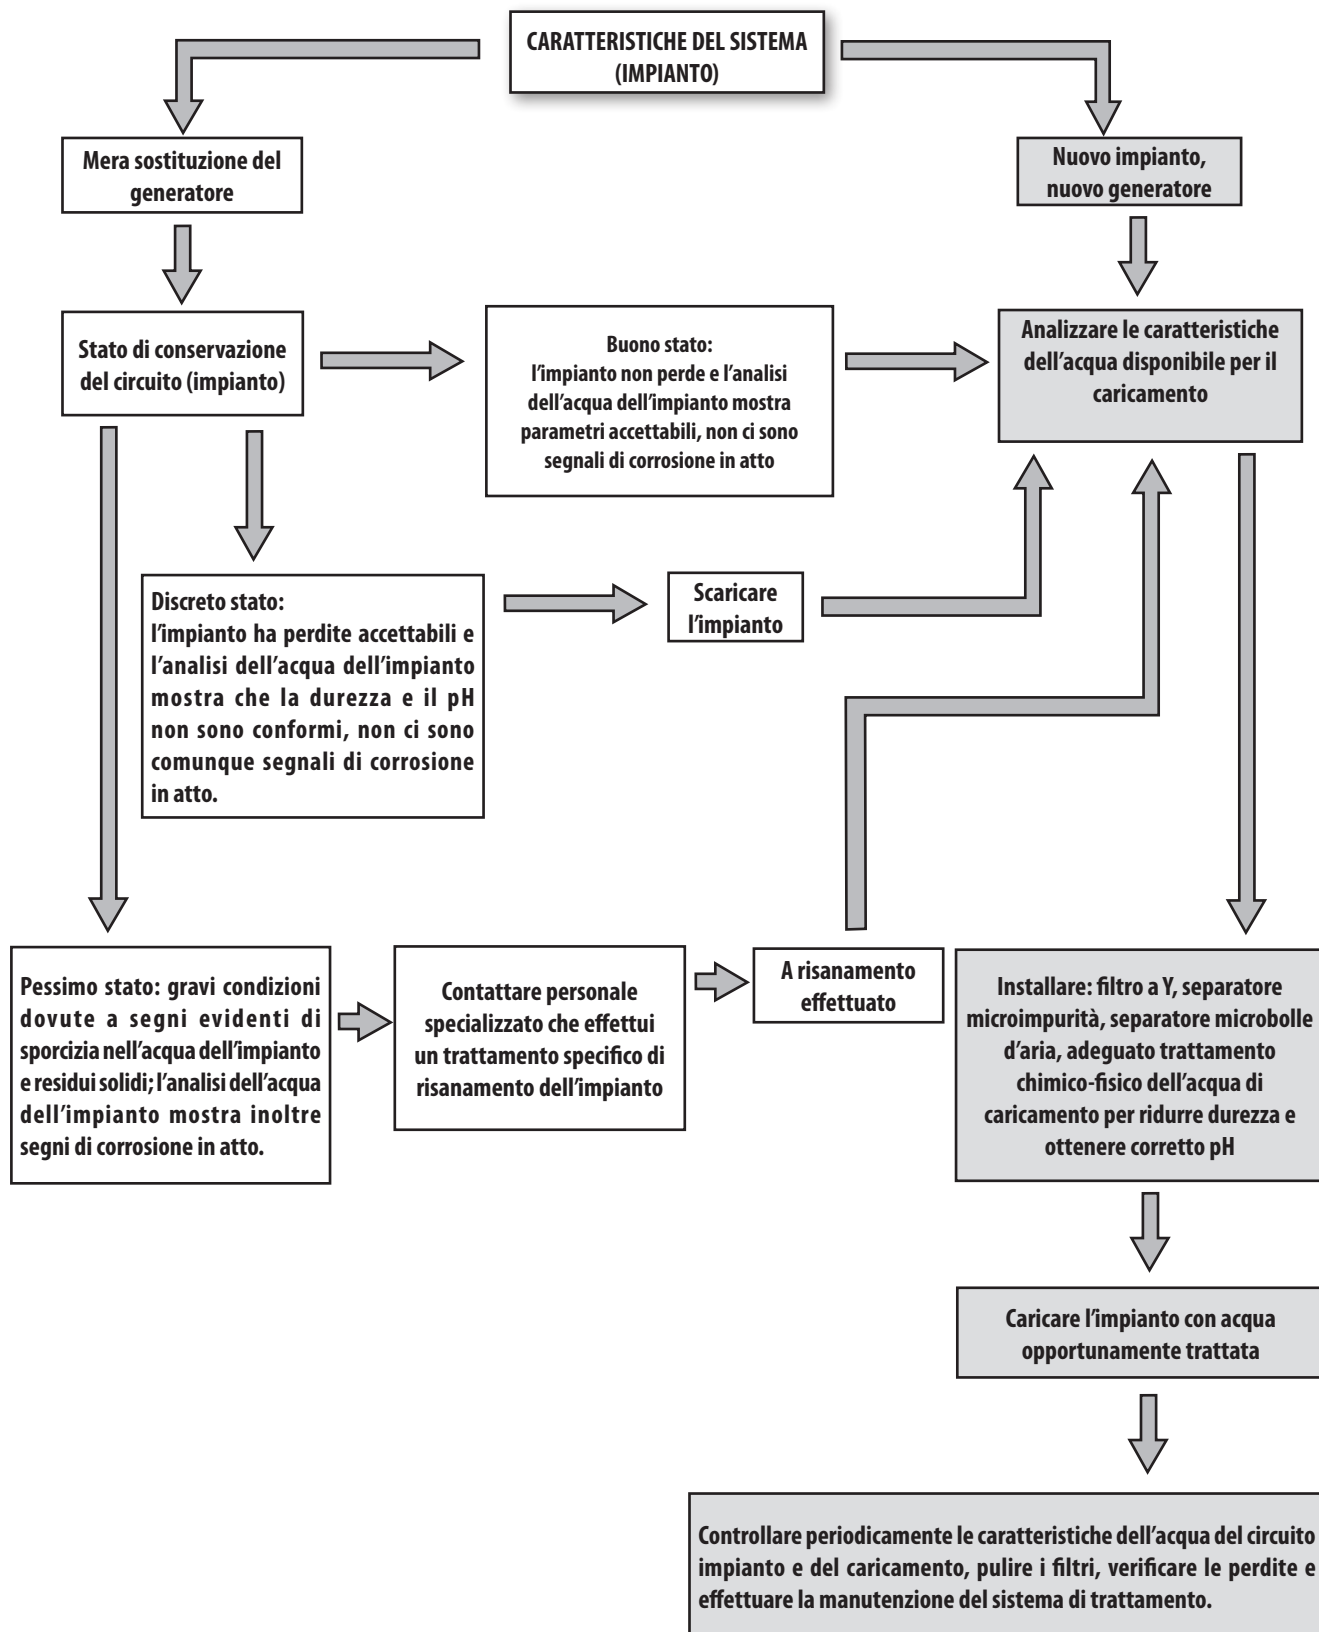 CARATTERISTICHE DEL SISTEMA
(IMPIANTO)
Mera sostituzione del
generatore
Nuovo impianto,
nuovo generatore
Stato di conservazione
del circuito (impianto)
Buono stato:
l'impianto non perde e l'analisi
dell'acqua dell'impianto mostra
parametri accettabili, non ci sono
segnali di corrosione in atto
Analizzare le caratteristiche
dell'acqua disponibile per il
caricamento
Discreto stato:
l'impianto ha perdite accettabili e
l'analisi dell'acqua dell'impianto
mostra che la durezza e il pH
non sono conformi, non ci sono
comunque segnali di corrosione
in atto.
Scaricare
l'impianto
Pessimo stato: gravi condizioni
dovute a segni evidenti di
sporcizia nell'acqua dell'impianto
e residui solidi; l'analisi dell'acqua
dell'impianto mostra inoltre
segni di corrosione in atto.
Contattare personale
specializzato che effettui
un trattamento specifico di
risanamento dell'impianto
A risanamento
effettuato
Installare: filtro a Y, separatore
microimpurità, separatore microbolle
d'aria, adeguato trattamento
chimico-fisico dell'acqua di
caricamento per ridurre durezza e
ottenere corretto pH
Caricare l'impianto con acqua
opportunamente trattata
Controllare periodicamente le caratteristiche dell'acqua del circuito
impianto e del caricamento, pulire i filtri, verificare le perdite e
effettuare la manutenzione del sistema di trattamento.